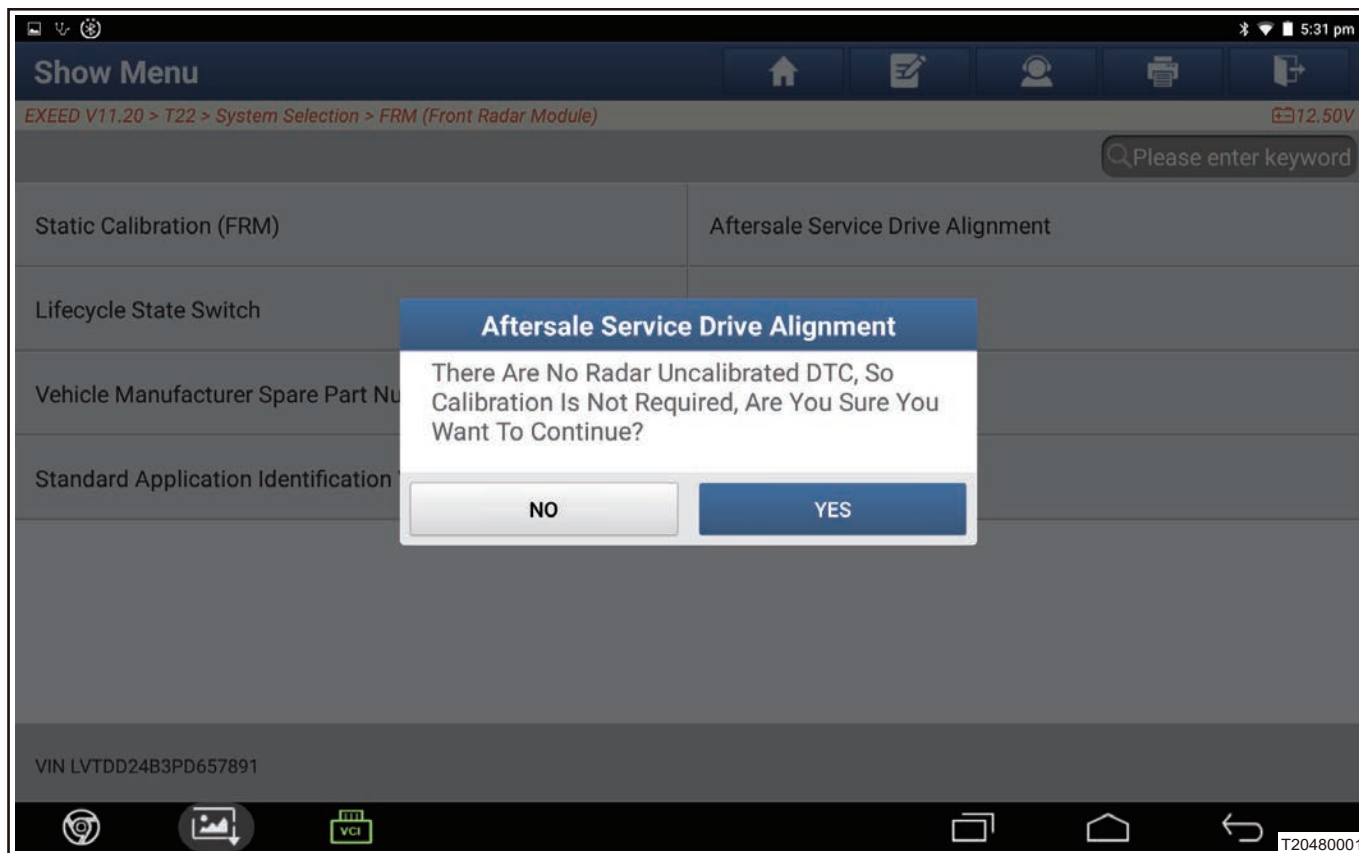 5:31 pm
Show Menu
EXEED V11.20 > T22 > System Selection > FRM (Front Radar Module)
12.50V
Please enter keyword
Static Calibration (FRM)
Aftersale Service Drive Alignment
Lifecycle State Switch
Aftersale Service Drive Alignment
There Are No Radar Uncalibrated DTC, So
Calibration Is Not Required, Are You Sure You
Want To Continue?
Vehicle Manufacturer Spare Part Nu
Standard Application Identification
NO
YES
VIN LVTDD24B3PD657891
VCI
T20480001